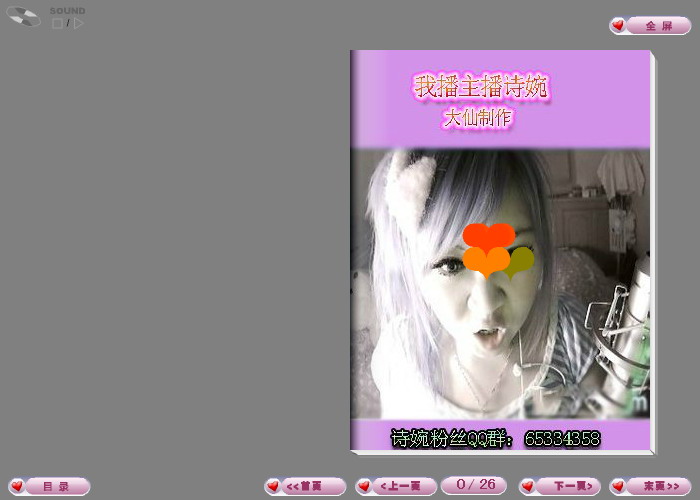 SOUND
/
全 屏
我播主播诗婉
大仙制作
诗婉粉丝QQ群：65334358
目 录
<<首页
<上一页
0 / 26
下一页>
末页>>